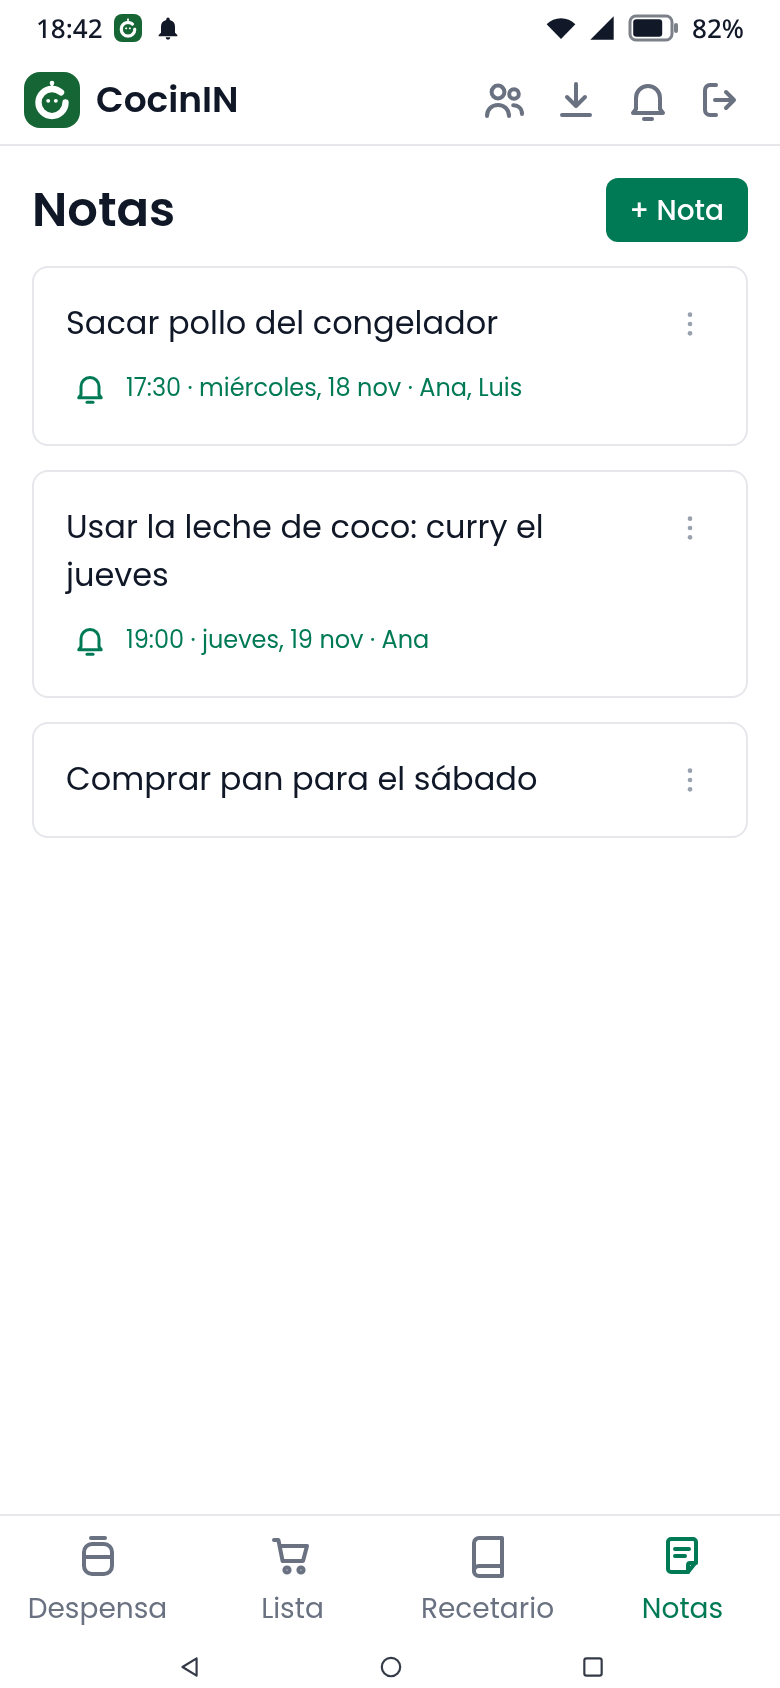 18:42 82%
CocinIN
Notas
+ Nota
Sacar pollo del congelador
17:30 · miércoles, 18 nov · Ana, Luis
Usar la leche de coco: curry el
jueves
19:00 · jueves, 19 nov · Ana
Comprar pan para el sábado
Despensa Lista Recetario Notas